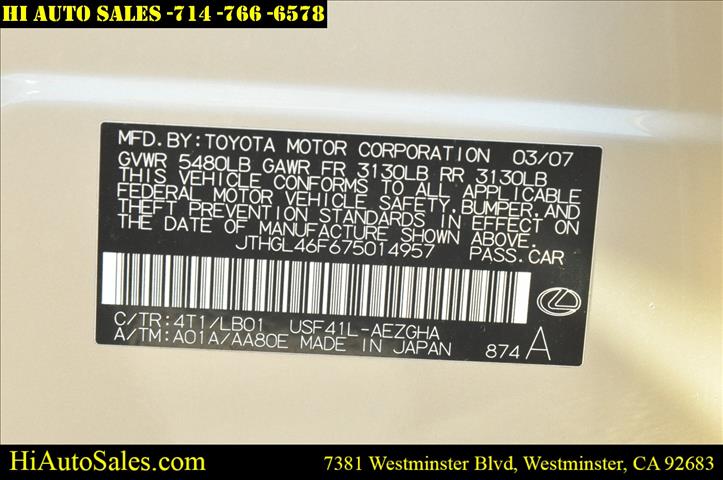 HI AUTO SALES -714 -766 -6578
MFD.BY:TOYOTA MOTOR CORPORATION 03/07
GVWR 5480LB GAWR FR 3130LB RR 3130LB
THIS VEHICLE CONFORMS TO ALL APPLICABLE
FEDERAL MOTOR VEHICLE SAFETY,BUMPER,AND
THEFT PREVENTION STANDARDS IN EFFECT ON
THE DATE OF MANUFACTURE SHOWN ABOVE.
JTHGL46F675014957 PASS.CAR
C/TR:4T1/LB01 USF41L-AEZGHA
A/TM:A01A/AA80E MADE IN JAPAN 874 A
HiAutoSales.com 7381 Westminster Blvd, Westminster, CA 92683